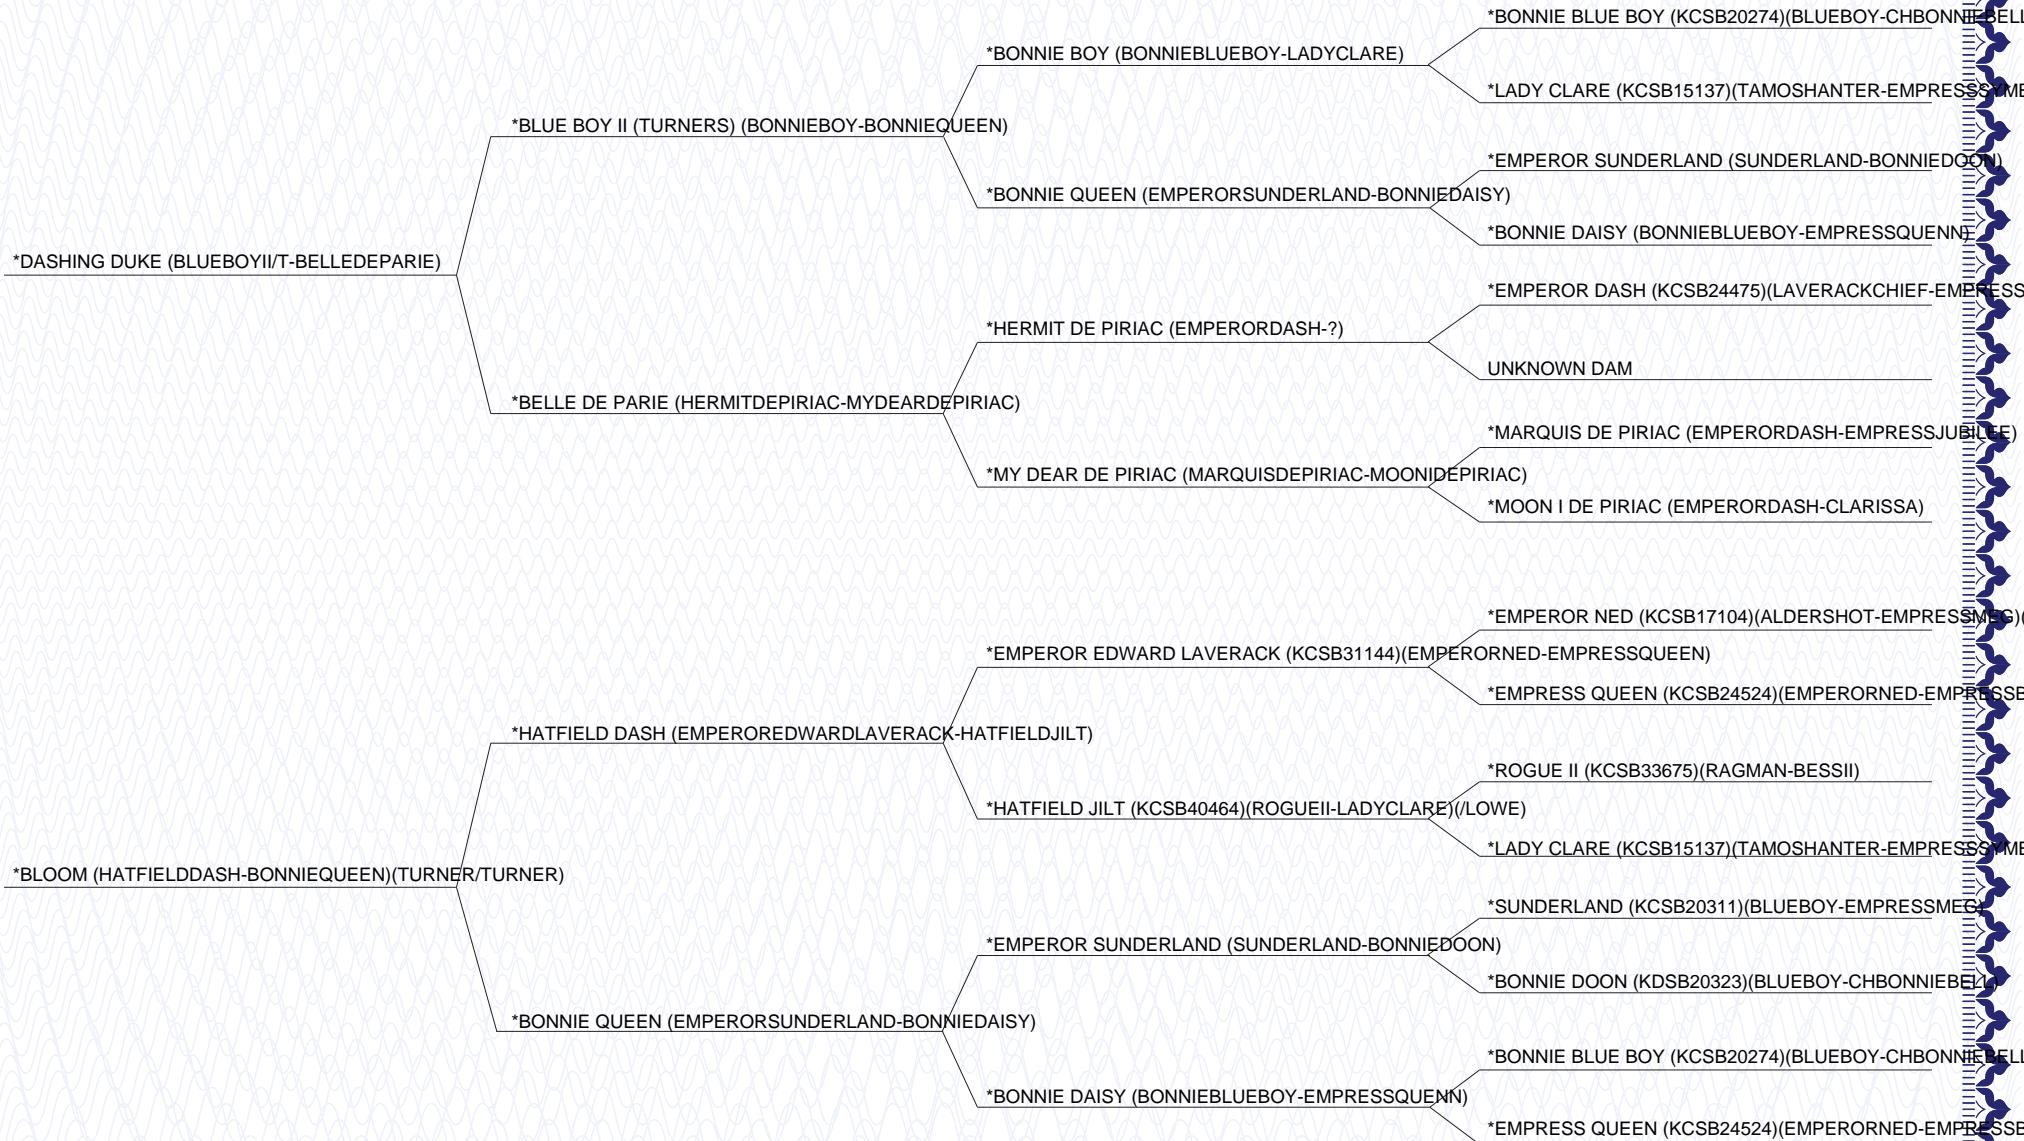 *BONNIE BLUE BOY (KCSB20274)(BLUEBOY-CHBONNIEBELL
*BONNIE BOY (BONNIEBLUEBOY-LADYCLARE)
*LADY CLARE (KCSB15137)(TAMOSHANTER-EMPRESSSYME
*BLUE BOY II (TURNERS) (BONNIEBOY-BONNIEQUEEN)
*EMPEROR SUNDERLAND (SUNDERLAND-BONNIEDOON)
*BONNIE QUEEN (EMPERORSUNDERLAND-BONNIEDAISY)
*BONNIE DAISY (BONNIEBLUEBOY-EMPRESSQUENN)
*DASHING DUKE (BLUEBOYII/T-BELLEDEPARIE)
*EMPEROR DASH (KCSB24475)(LAVERACKCHIEF-EMPRESS
*HERMIT DE PIRIAC (EMPERORDASH-?)
UNKNOWN DAM
*BELLE DE PARIE (HERMITDEPIRIAC-MYDEARDEPIRIAC)
*MARQUIS DE PIRIAC (EMPERORDASH-EMPRESSJUBILEE)
*MY DEAR DE PIRIAC (MARQUISDEPIRIAC-MOONIDEPIRIAC)
*MOON I DE PIRIAC (EMPERORDASH-CLARISSA)
*EMPEROR NED (KCSB17104)(ALDERSHOT-EMPRESSMEG)(
*EMPEROR EDWARD LAVERACK (KCSB31144)(EMPERORNED-EMPRESSQUEEN)
*EMPRESS QUEEN (KCSB24524)(EMPERORNED-EMPRESSB
*HATFIELD DASH (EMPEROREDWARDLAVERACK-HATFIELDJILT)
*ROGUE II (KCSB33675)(RAGMAN-BESSII)
*HATFIELD JILT (KCSB40464)(ROGUEII-LADYCLARE)(/LOWE)
*LADY CLARE (KCSB15137)(TAMOSHANTER-EMPRESSSYME
*BLOOM (HATFIELDDASH-BONNIEQUEEN)(TURNER/TURNER)
*SUNDERLAND (KCSB20311)(BLUEBOY-EMPRESSMEG)
*EMPEROR SUNDERLAND (SUNDERLAND-BONNIEDOON)
*BONNIE DOON (KDSB20323)(BLUEBOY-CHBONNIEBELL)
*BONNIE QUEEN (EMPERORSUNDERLAND-BONNIEDAISY)
*BONNIE BLUE BOY (KCSB20274)(BLUEBOY-CHBONNIEBELL
*BONNIE DAISY (BONNIEBLUEBOY-EMPRESSQUENN)
*EMPRESS QUEEN (KCSB24524)(EMPERORNED-EMPRESSB